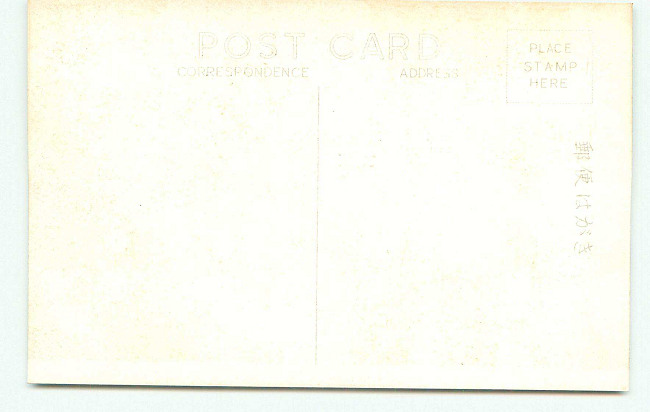 POST CARD
CORRESPONDENCE
ADDRESS
PLACE
STAMP
HERE
郵便はがき